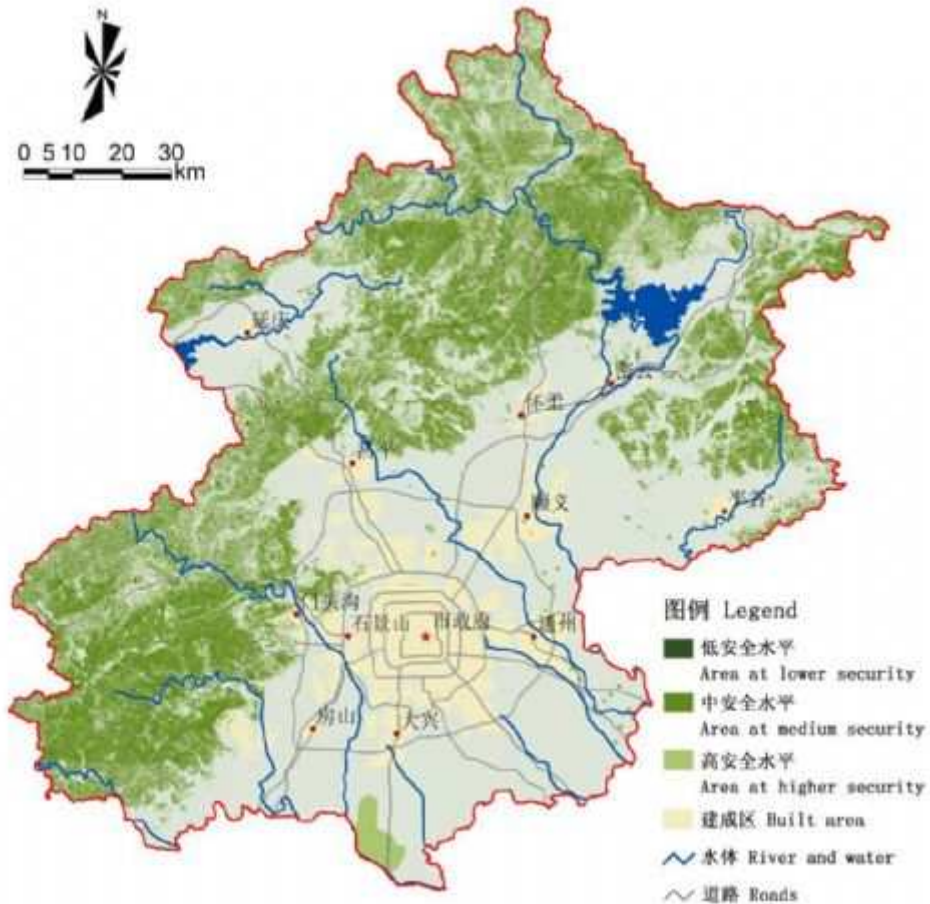 N
0 5 10 20 30
km
延庆
密云
怀柔
昌平
顺义
平谷
门头沟
石景山
市政府
通州
房山
大兴
图例 Legend
低安全水平
Area at lower security
中安全水平
Area at medium security
高安全水平
Area at higher security
建成区 Built area
水体 River and water
道路 Roads